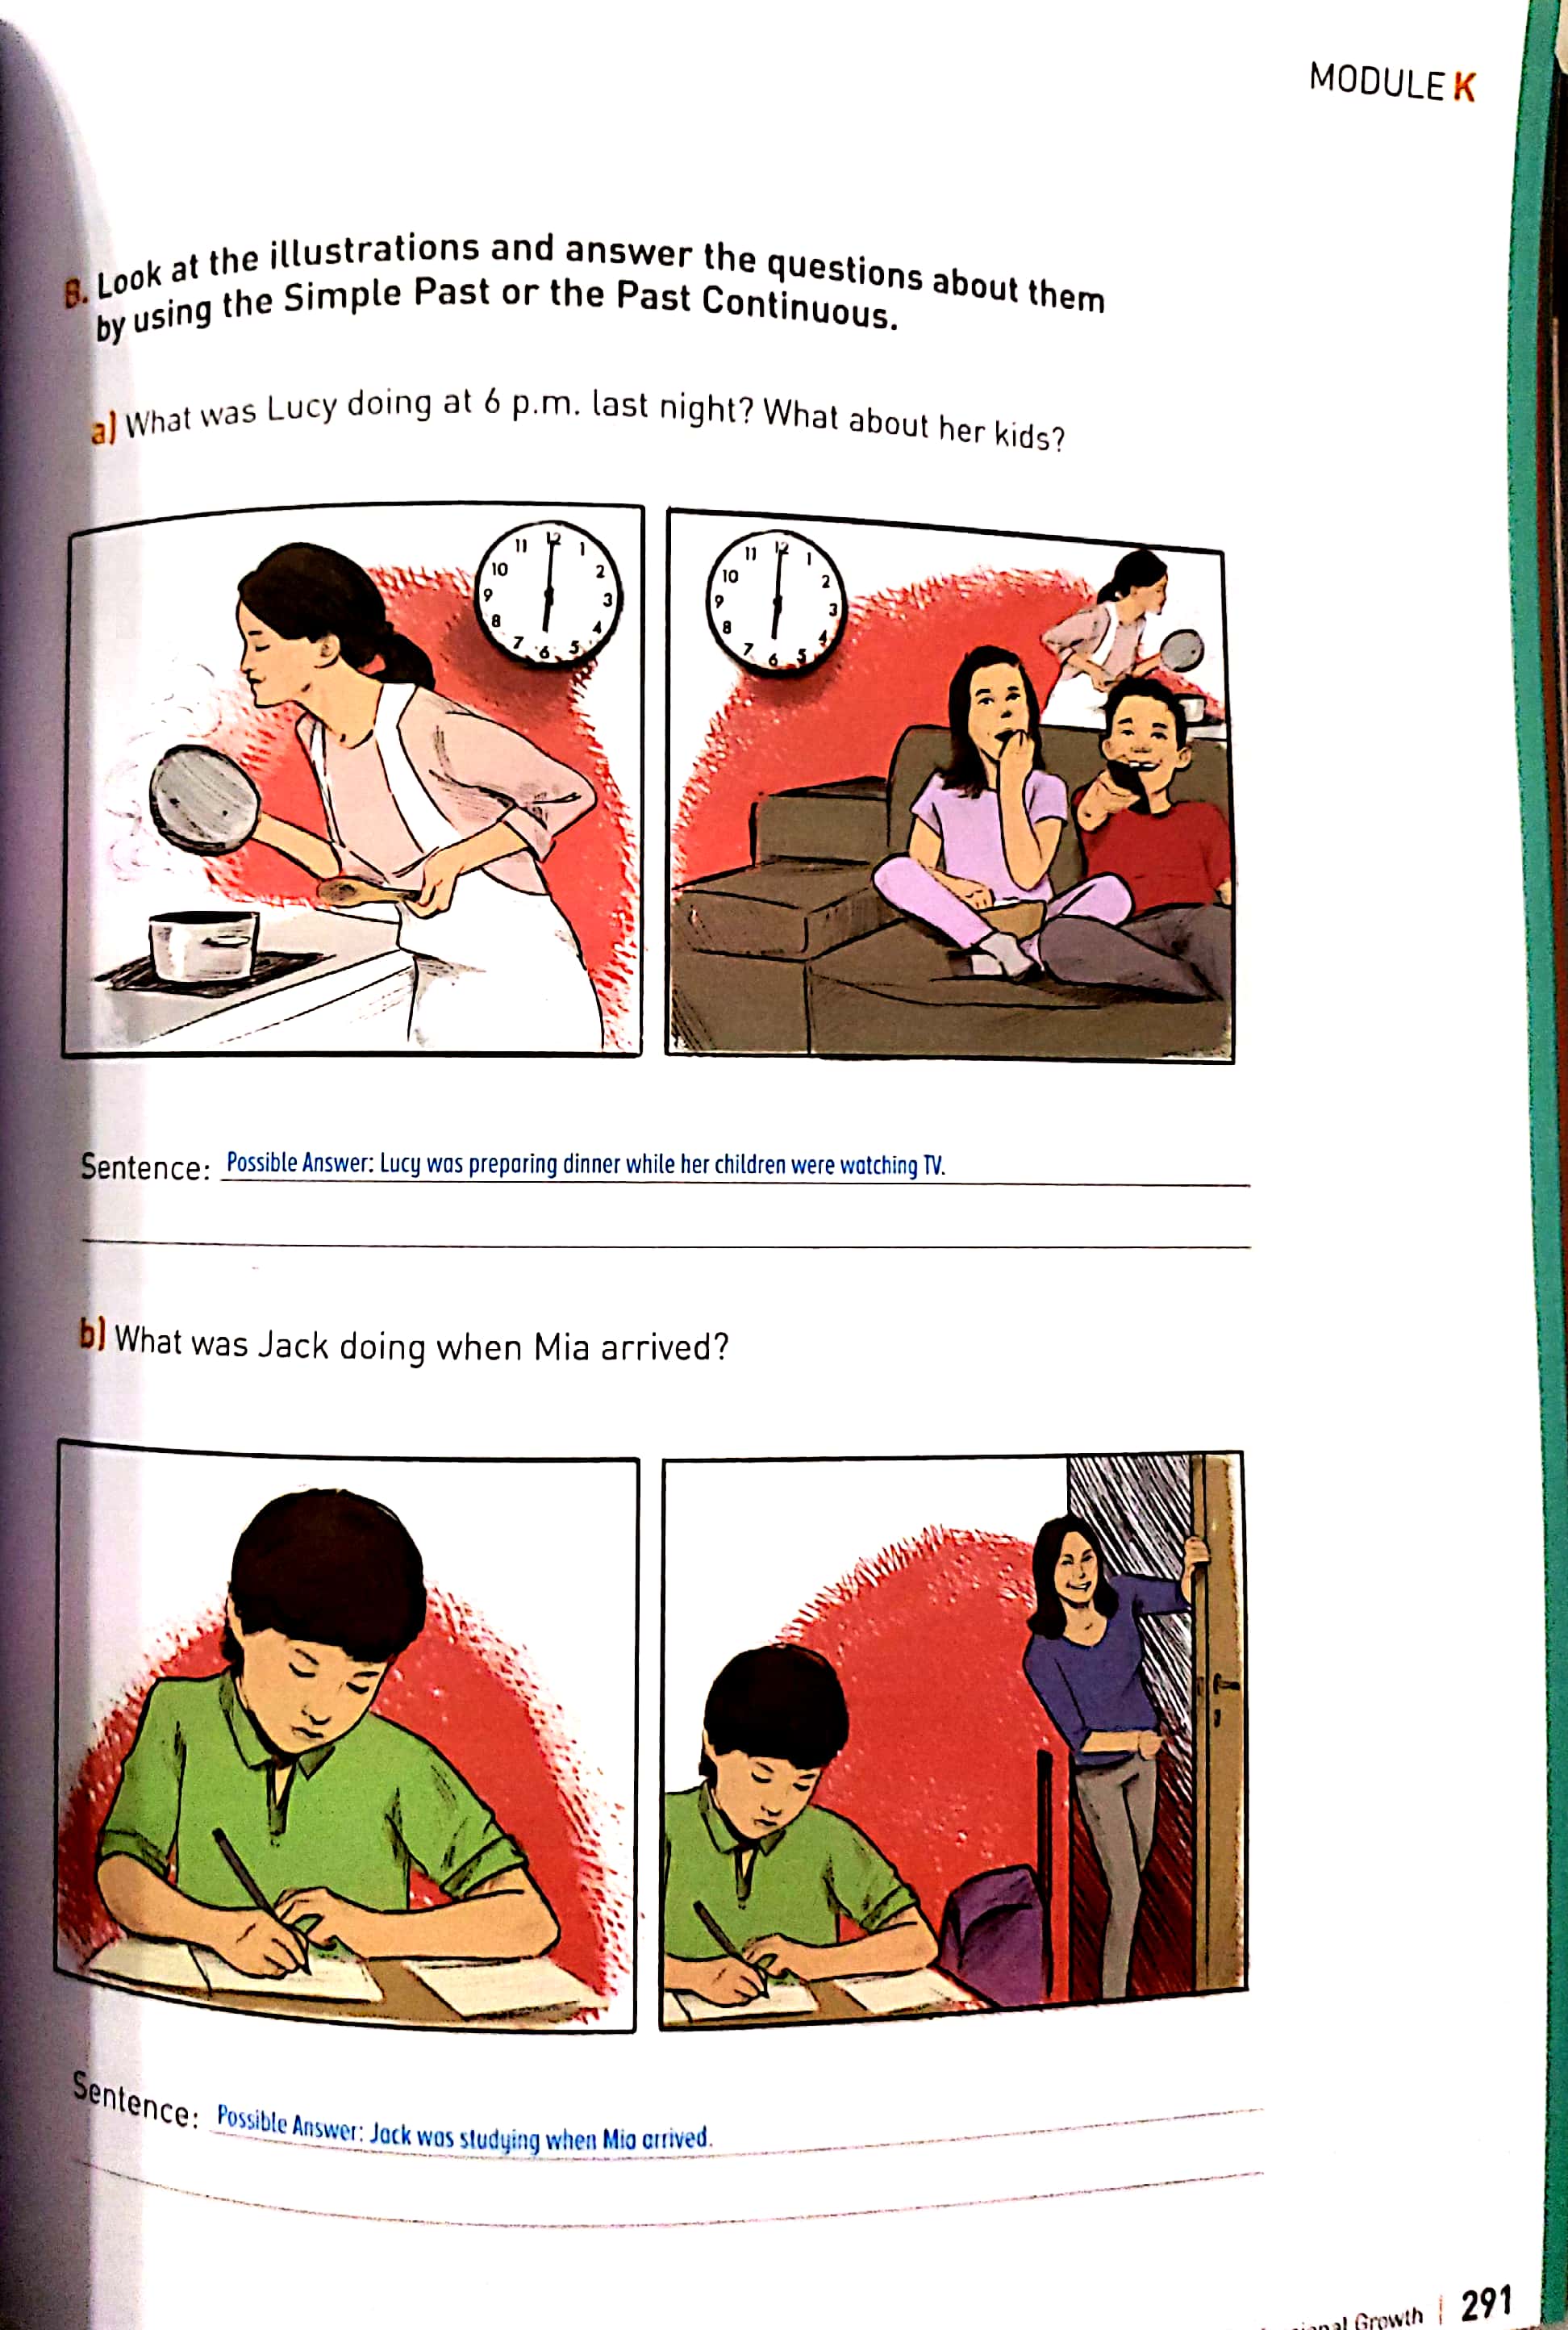 MODULE K
8. Look at the illustrations and answer the questions about them
by using the Simple Past or the Past Continuous.
a) What was Lucy doing at 6 p.m. last night? What about her kids?
11 12 1
10 2
9 3
8 4
7 6 5
11 12 1
10 2
9 3
8 4
7 6 5
Sentence: Possible Answer: Lucy was preparing dinner while her children were watching TV.
b) What was Jack doing when Mia arrived?
Sentence: Possible Answer: Jack was studying when Mia arrived.
Growth | 291